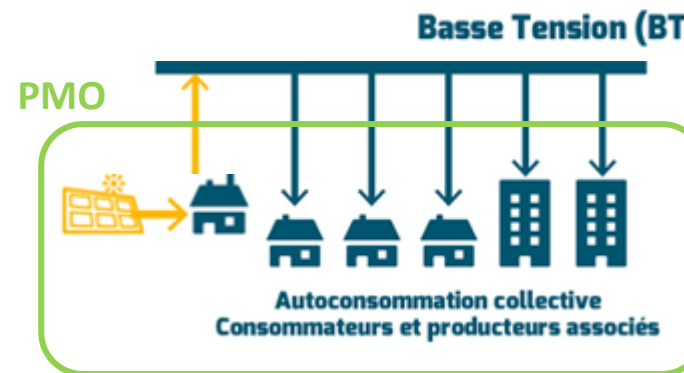 Basse Tension (BT
PMO
Autoconsommation collective
Consommateurs et producteurs associés